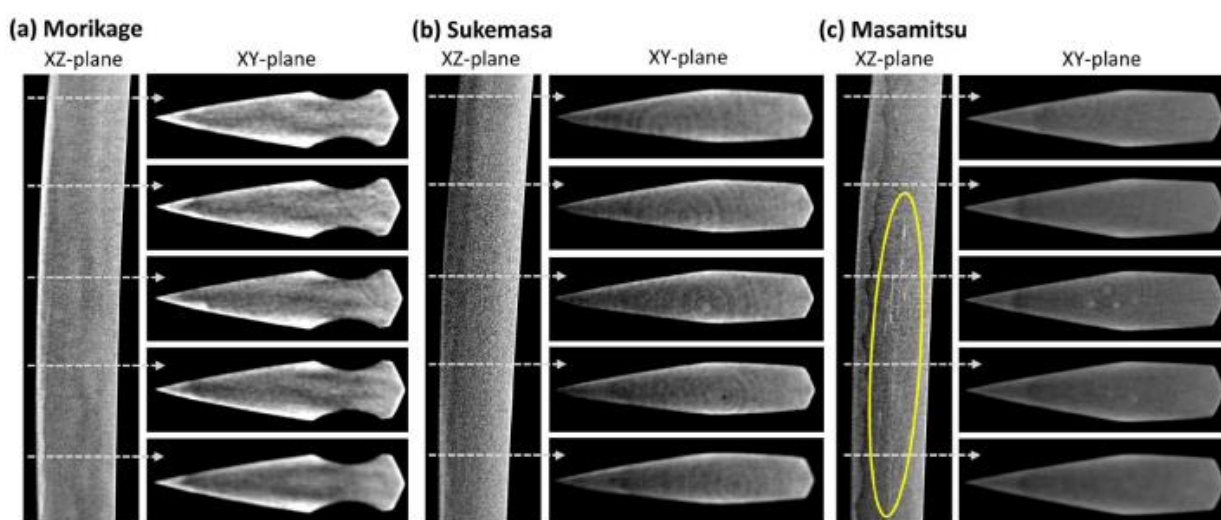 (a) Morikage
XZ-plane
XY-plane
(b) Sukemasa
XZ-plane
XY-plane
(c) Masamitsu
XZ-plane
XY-plane